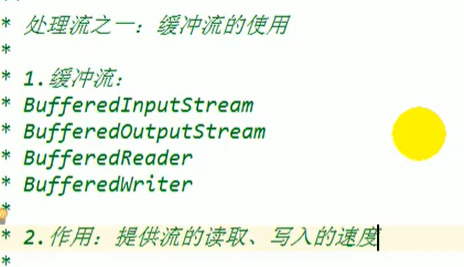 * 处理流之一：缓冲流的使用
*
* 1.缓冲流：
* BufferedInputStream
* BufferedOutputStream
* BufferedReader
* BufferedWriter
*
* 2.作用：提供流的读取、写入的速度
*